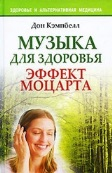 ЗДОРОВЬЕ И АЛЬТЕРНАТИВНАЯ МЕДИЦИНА
Дон Кэмпбелл
МУЗЫКА
ДЛЯ ЗДОРОВЬЯ
ЭФФЕКТ
МОЦАРТА